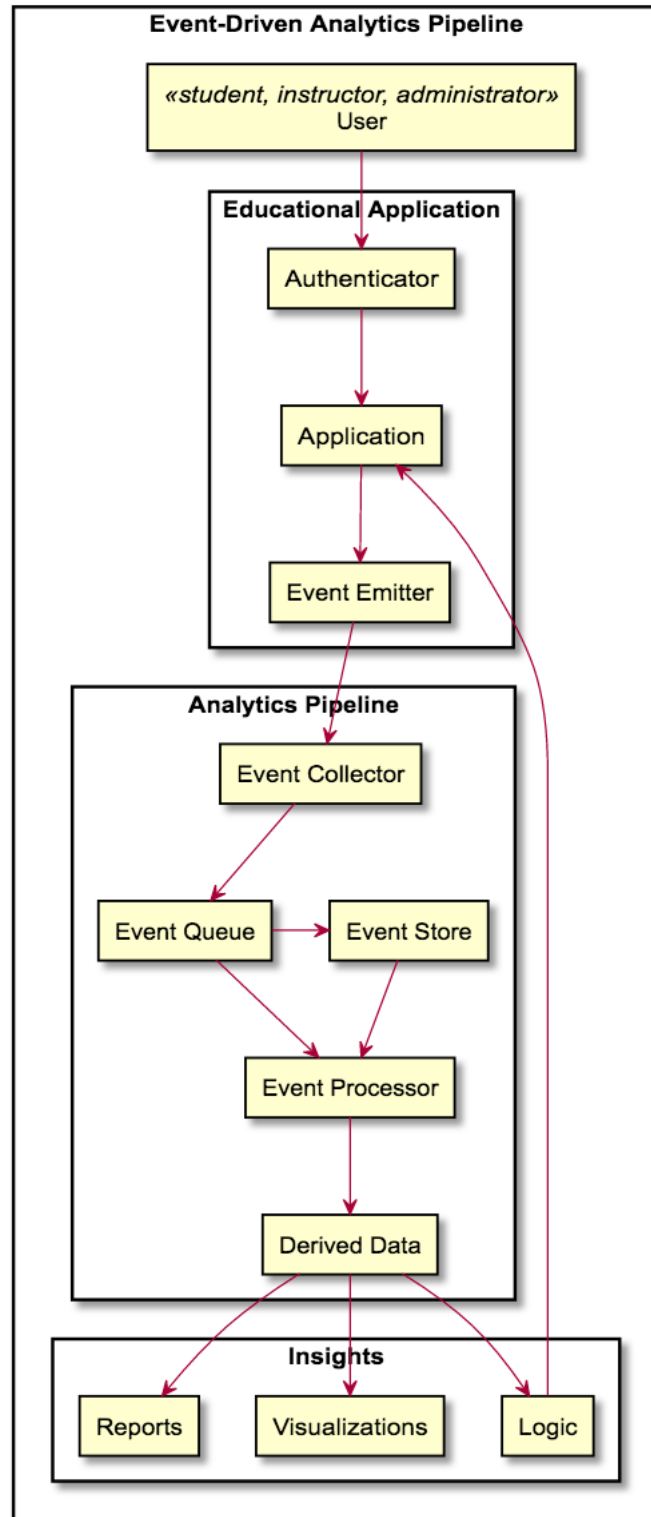 Event-Driven Analytics Pipeline
«student, instructor, administrator»
User
Educational Application
Authenticator
Application
Event Emitter
Analytics Pipeline
Event Collector
Event Queue
Event Store
Event Processor
Derived Data
Insights
Reports
Visualizations
Logic